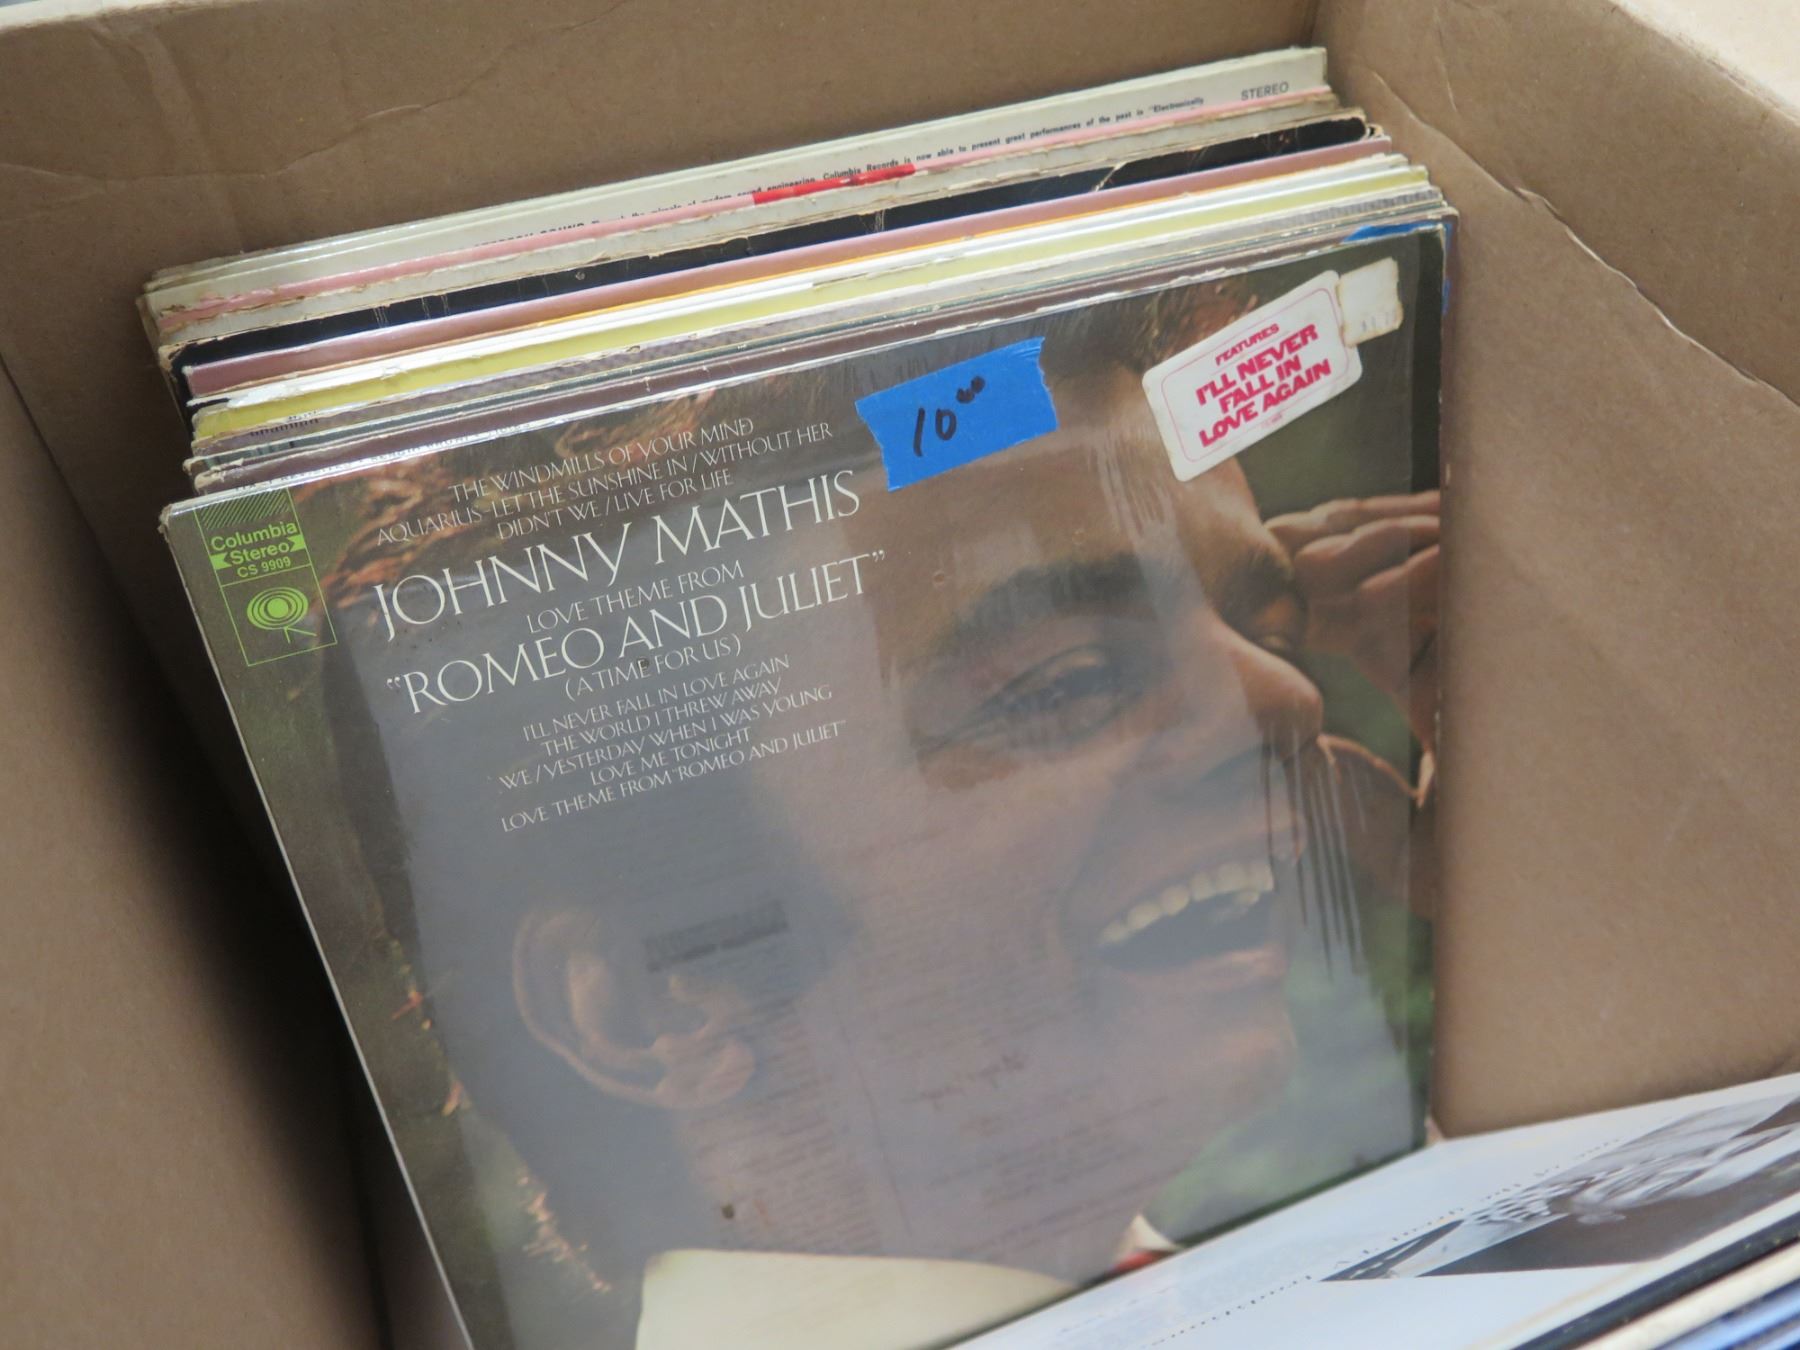 STEREO
Columbia Records is now able to present great performances of the past in "Electronically
10⁰⁰
FEATURES
I'LL NEVER
FALL IN
LOVE AGAIN
Columbia
Stereo
CS 9909
THE WINDMILLS OF YOUR MIND
AQUARIUS-LET THE SUNSHINE IN/WITHOUT HER
DIDN'T WE/LIVE FOR LIFE
JOHNNY MATHIS
LOVE THEME FROM
"ROMEO AND JULIET"
(A TIME FOR US)
I'LL NEVER FALL IN LOVE AGAIN
THE WORLD I THREW AWAY
WE/YESTERDAY WHEN I WAS YOUNG
LOVE ME TONIGHT
LOVE THEME FROM "ROMEO AND JULIET"